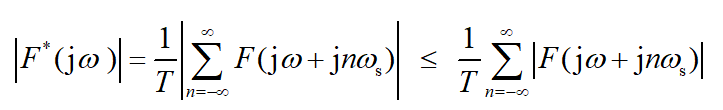 |F*(jω)| = 1/T |∑_{n=-∞}^{∞} F(jω + jnω_s)| ≤ 1/T ∑_{n=-∞}^{∞} |F(jω + jnω_s)|